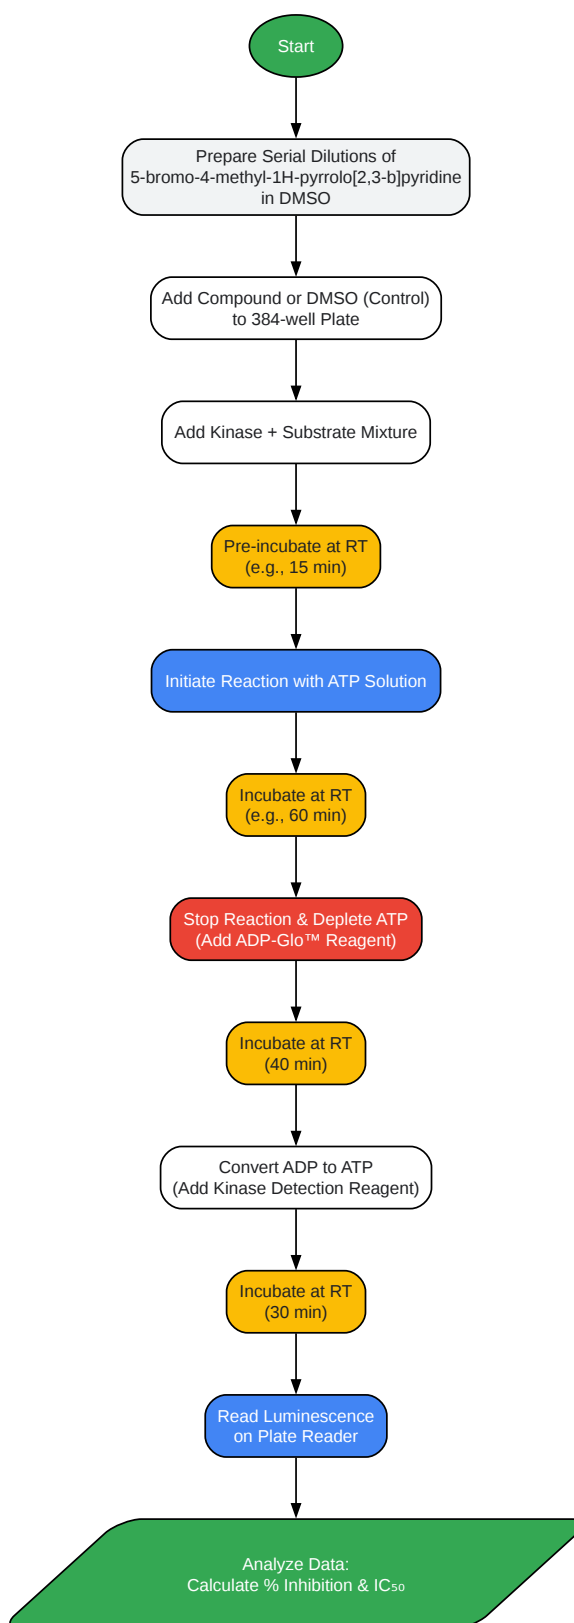 Start
Prepare Serial Dilutions of
5-bromo-4-methyl-1H-pyrrolo[2,3-b]pyridine
in DMSO
Add Compound or DMSO (Control)
to 384-well Plate
Add Kinase + Substrate Mixture
Pre-incubate at RT
(e.g., 15 min)
Initiate Reaction with ATP Solution
Incubate at RT
(e.g., 60 min)
Stop Reaction & Deplete ATP
(Add ADP-Glo™ Reagent)
Incubate at RT
(40 min)
Convert ADP to ATP
(Add Kinase Detection Reagent)
Incubate at RT
(30 min)
Read Luminescence
on Plate Reader
Analyze Data:
Calculate % Inhibition & IC₅₀